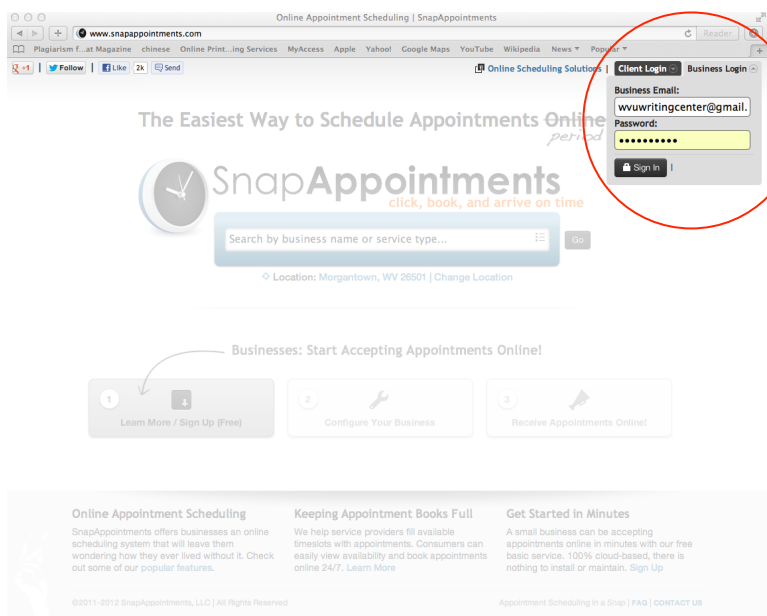 Online Appointment Scheduling | SnapAppointments
www.snapappointments.com
Reader
Plagiarism f...at Magazine chinese Online Print...ing Services MyAccess Apple Yahoo! Google Maps YouTube Wikipedia News Popular
+1 | Follow | Like 2k Send
Online Scheduling Solutions | Client Login Business Login
Business Email:
wvuwritingcenter@gmail.
Password:
Sign In |
The Easiest Way to Schedule Appointments Online
period
SnapAppointments
click, book, and arrive on time
Search by business name or service type...
Go
Location: Morgantown, WV 26501 | Change Location
Businesses: Start Accepting Appointments Online!
1
Learn More / Sign Up (Free)
2
Configure Your Business
3
Receive Appointments Online!
Online Appointment Scheduling
SnapAppointments offers businesses an online
scheduling system that will leave them
wondering how they ever lived without it. Check
out some of our popular features.
Keeping Appointment Books Full
We help service providers fill available
timeslots with appointments. Consumers can
easily view availability and book appointments
online 24/7. Learn More
Get Started in Minutes
A small business can be accepting
appointments online in minutes with our free
basic service. 100% cloud-based, there is
nothing to install or maintain. Sign Up
©2011-2012 SnapAppointments, LLC | All Rights Reserved
Appointment Scheduling in a Snap | FAQ | CONTACT US